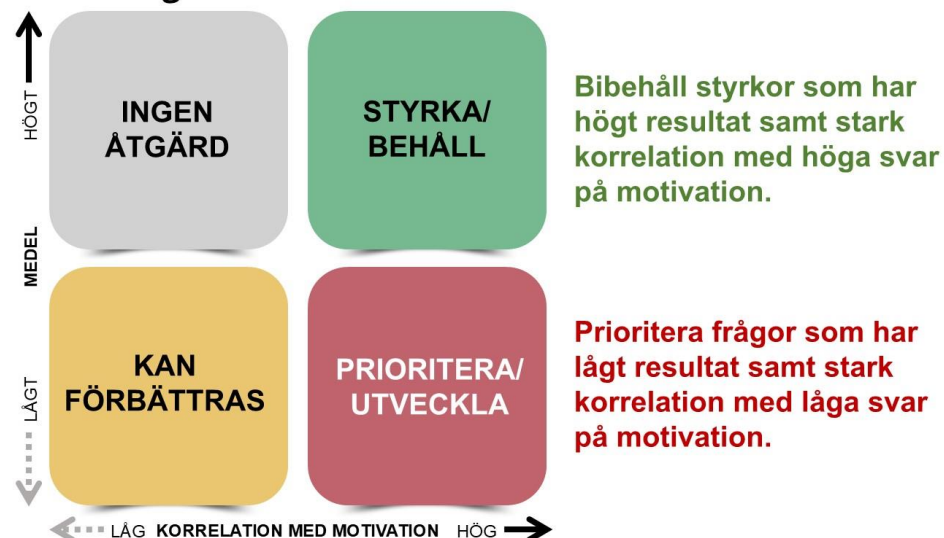 HÖGT
INGEN
ÅTGÄRD
STYRKA/
BEHÅLL
Bibehåll styrkor som har
högt resultat samt stark
korrelation med höga svar
på motivation.
MEDEL
LÅGT
KAN
FÖRBÄTTRAS
PRIORITERA/
UTVECKLA
Prioritera frågor som har
lågt resultat samt stark
korrelation med låga svar
på motivation.
LÅG KORRELATION MED MOTIVATION HÖG